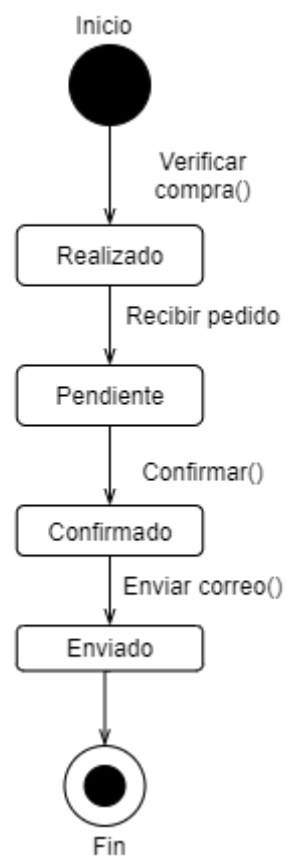 Inicio
Verificar
compra()
Realizado
Recibir pedido
Pendiente
Confirmar()
Confirmado
Enviar correo()
Enviado
Fin